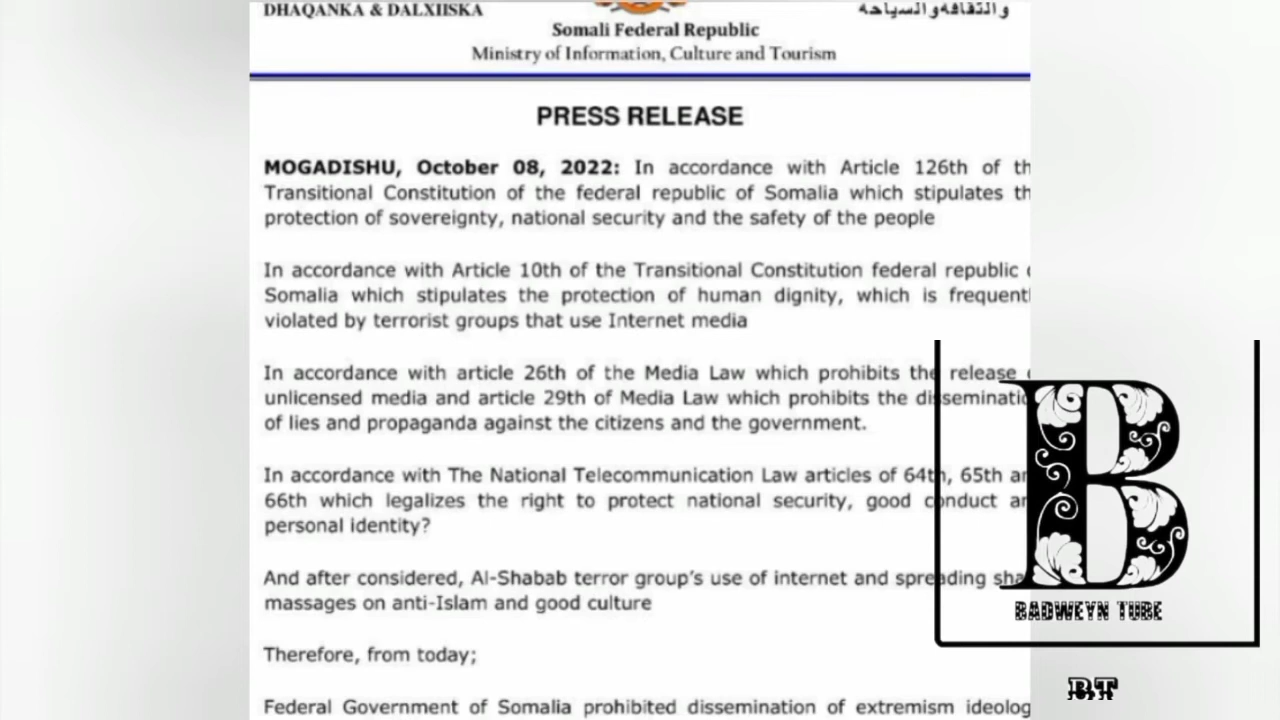 DHAQANKA & DALXIISKA
والثقافه والسياحه
Somali Federal Republic
Ministry of Information, Culture and Tourism
PRESS RELEASE
MOGADISHU, October 08, 2022: In accordance with Article 126th of th
Transitional Constitution of the federal republic of Somalia which stipulates th
protection of sovereignty, national security and the safety of the people
In accordance with Article 10th of the Transitional Constitution federal republic
Somalia which stipulates the protection of human dignity, which is frequentl
violated by terrorist groups that use Internet media
In accordance with article 26th of the Media Law which prohibits the release
unlicensed media and article 29th of Media Law which prohibits the disseminatio
of lies and propaganda against the citizens and the government.
In accordance with The National Telecommunication Law articles of 64th, 65th an
66th which legalizes the right to protect national security, good conduct an
personal identity?
And after considered, Al-Shabab terror group's use of internet and spreading sha
massages on anti-Islam and good culture
Therefore, from today;
Federal Government of Somalia prohibited dissemination of extremism ideolog
B
BADWEYN TUBE
BT